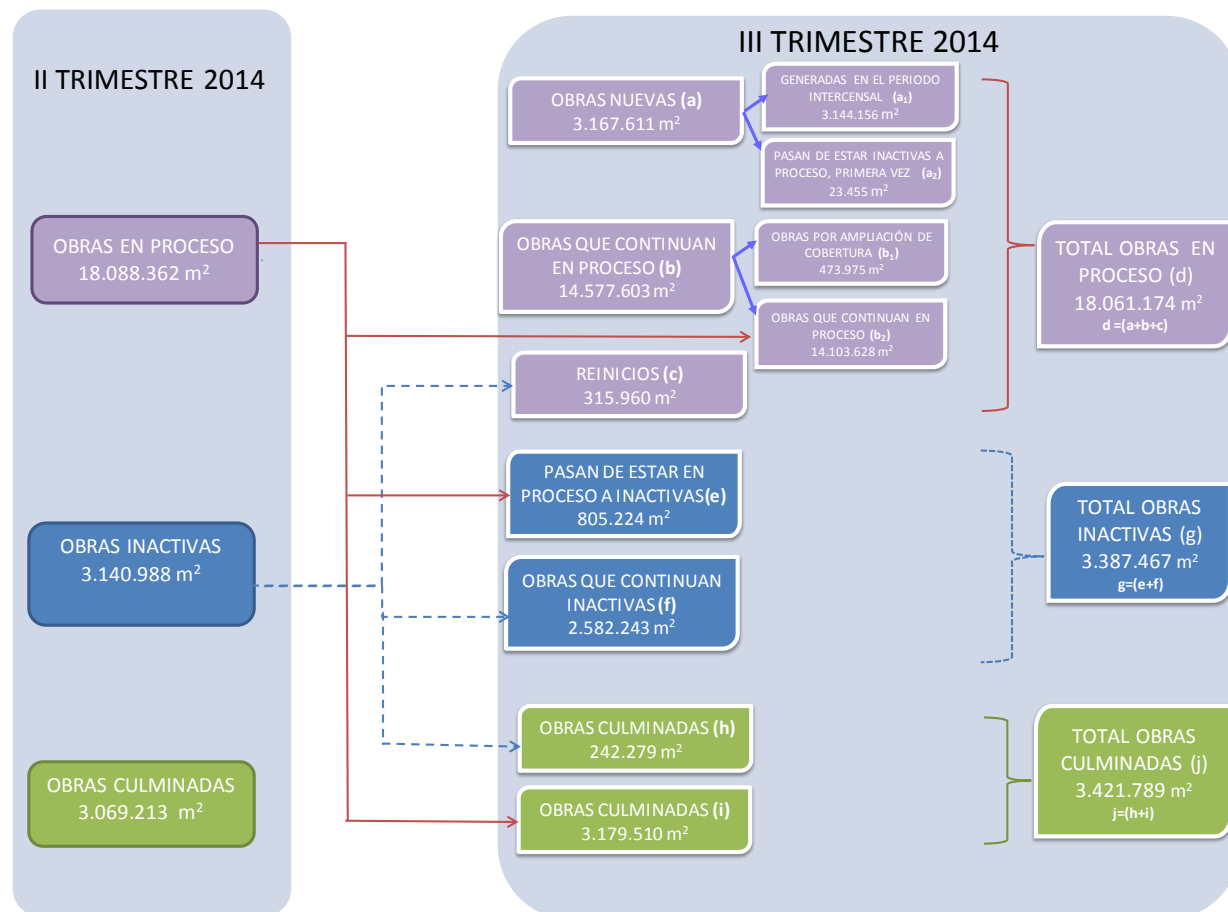 II TRIMESTRE 2014
OBRAS EN PROCESO
18.088.362 m²
OBRAS INACTIVAS
3.140.988 m²
OBRAS CULMINADAS
3.069.213 m²
III TRIMESTRE 2014
OBRAS NUEVAS (a)
3.167.611 m²
GENERADAS EN EL PERIODO
INTERCENSAL (a₁)
3.144.156 m²
PASAN DE ESTAR INACTIVAS A
PROCESO, PRIMERA VEZ (a₂)
23.455 m²
OBRAS QUE CONTINUAN
EN PROCESO (b)
14.577.603 m²
OBRAS POR AMPLIACIÓN DE
COBERTURA (b₁)
473.975 m²
OBRAS QUE CONTINUAN EN
PROCESO (b₂)
14.103.628 m²
REINICIOS (c)
315.960 m²
TOTAL OBRAS EN
PROCESO (d)
18.061.174 m²
d =(a+b+c)
PASAN DE ESTAR EN
PROCESO A INACTIVAS(e)
805.224 m²
OBRAS QUE CONTINUAN
INACTIVAS (f)
2.582.243 m²
TOTAL OBRAS
INACTIVAS (g)
3.387.467 m²
g=(e+f)
OBRAS CULMINADAS (h)
242.279 m²
OBRAS CULMINADAS (i)
3.179.510 m²
TOTAL OBRAS
CULMINADAS (j)
3.421.789 m²
j=(h+i)